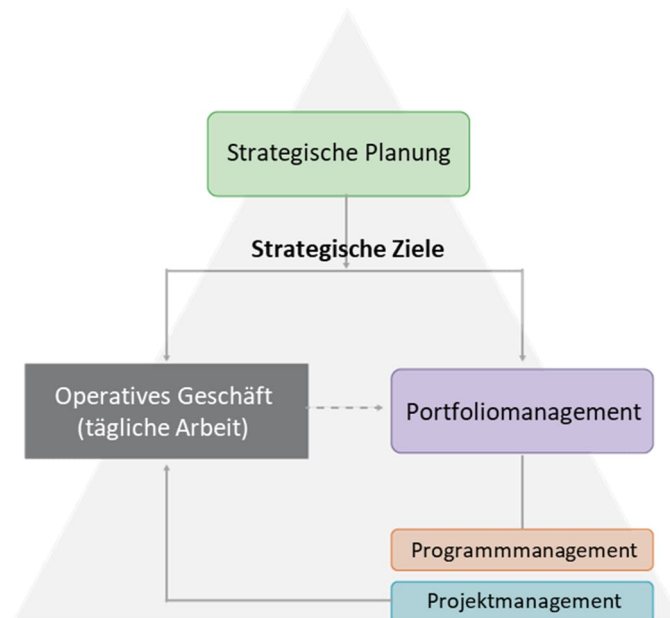 Strategische Planung
Strategische Ziele
Operatives Geschäft
(tägliche Arbeit)
Portfoliomanagement
Programmmanagement
Projektmanagement